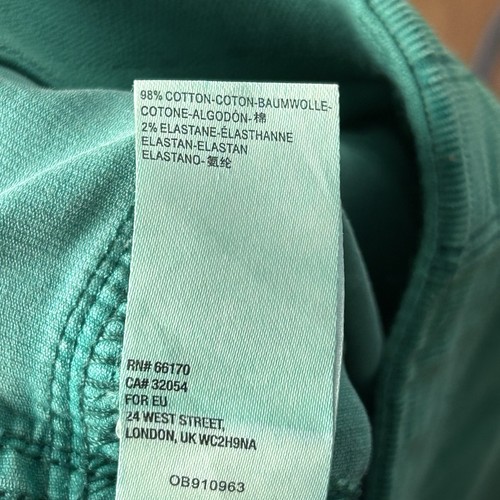 98% COTTON-COTON-BAUMWOLLE-
COTONE-ALGODÓN-棉
2% ELASTANE-ÉLASTHANNE
ELASTAN-ELASTAN
ELASTANO-氨纶
RN# 66170
CA# 32054
FOR EU
24 WEST STREET,
LONDON, UK WC2H9NA
OB910963